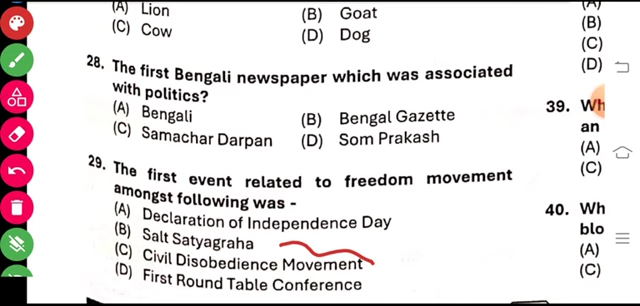 (A) Lion
(B) Goat
(C) Cow
(D) Dog
28. The first Bengali newspaper which was associated
with politics?
(A) Bengali
(B) Bengal Gazette
(C) Samachar Darpan
(D) Som Prakash
29. The first event related to freedom movement
amongst following was -
(A) Declaration of Independence Day
(B) Salt Satyagraha
(C) Civil Disobedience Movement
(D) First Round Table Conference
(A)
(B)
(C)
(D)
39. Wh
an
(A)
(C)
40. Wh
blo
(A)
(C)